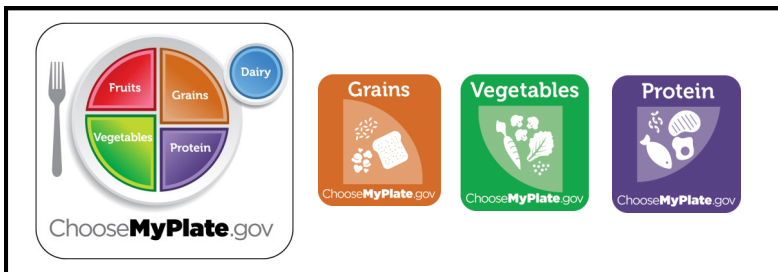 Dairy
Fruits
Grains
Vegetables
Protein
ChooseMyPlate.gov
Grains
ChooseMyPlate.gov
Vegetables
ChooseMyPlate.gov
Protein
ChooseMyPlate.gov